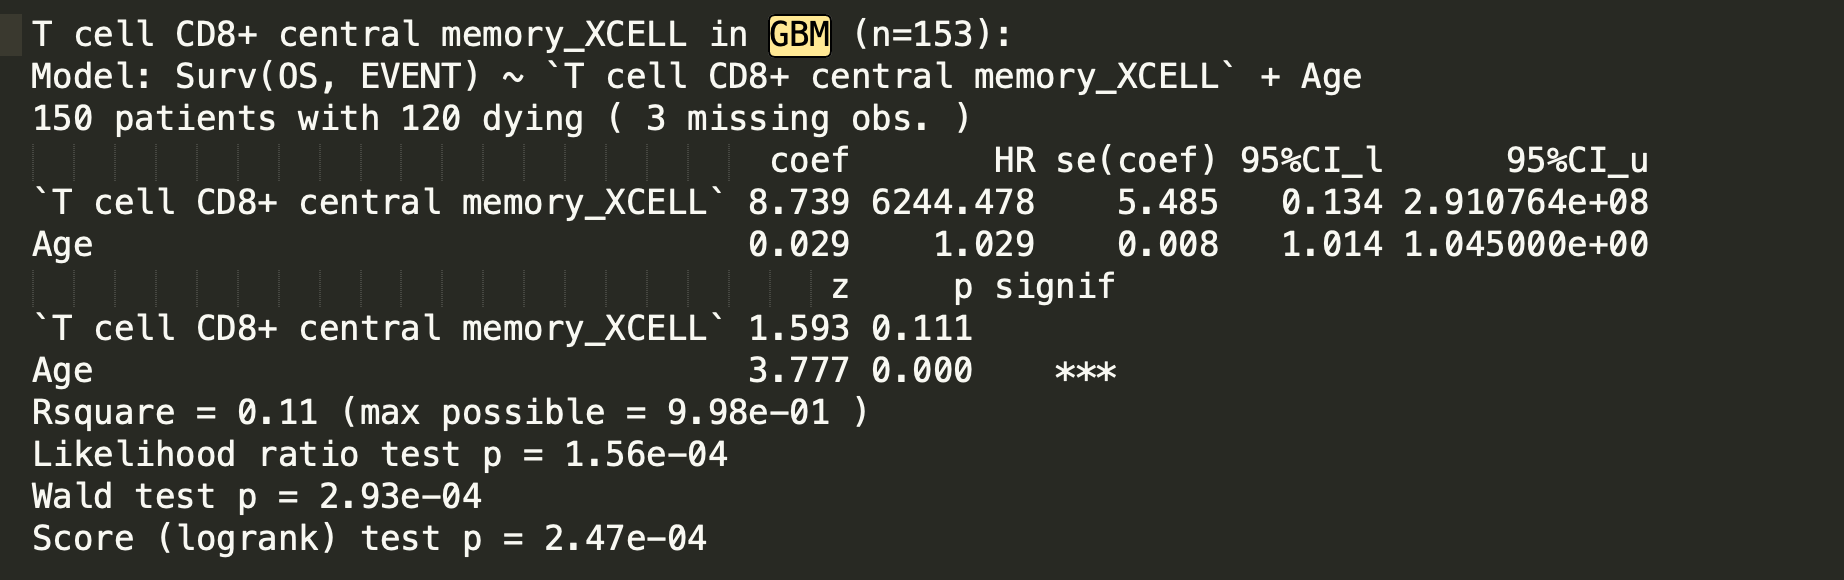 T cell CD8+ central memory_XCELL in GBM (n=153):
Model: Surv(OS, EVENT) ~ `T cell CD8+ central memory_XCELL` + Age
150 patients with 120 dying ( 3 missing obs. )
coef HR se(coef) 95%CI_l 95%CI_u
`T cell CD8+ central memory_XCELL` 8.739 6244.478 5.485 0.134 2.910764e+08
Age 0.029 1.029 0.008 1.014 1.045000e+00
z p signif
`T cell CD8+ central memory_XCELL` 1.593 0.111
Age 3.777 0.000 ***
Rsquare = 0.11 (max possible = 9.98e-01 )
Likelihood ratio test p = 1.56e-04
Wald test p = 2.93e-04
Score (logrank) test p = 2.47e-04